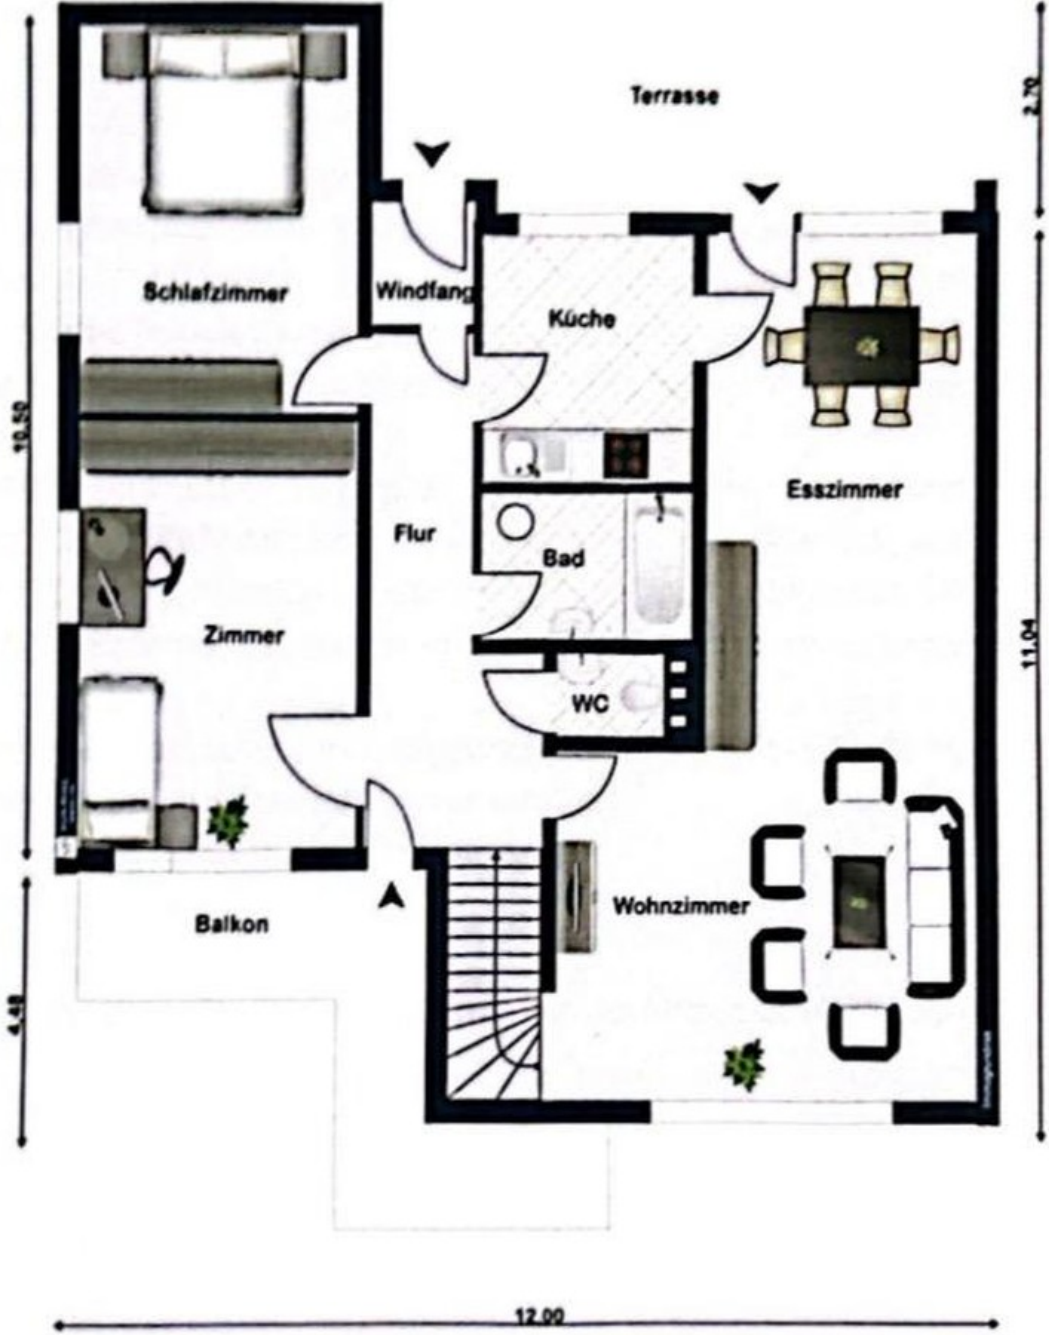 Terrasse
2.70
Schlafzimmer
Windfang
Küche
10.50
Esszimmer
Flur
Bad
Zimmer
11.04
WC
Wohnzimmer
Balkon
4.48
12.00